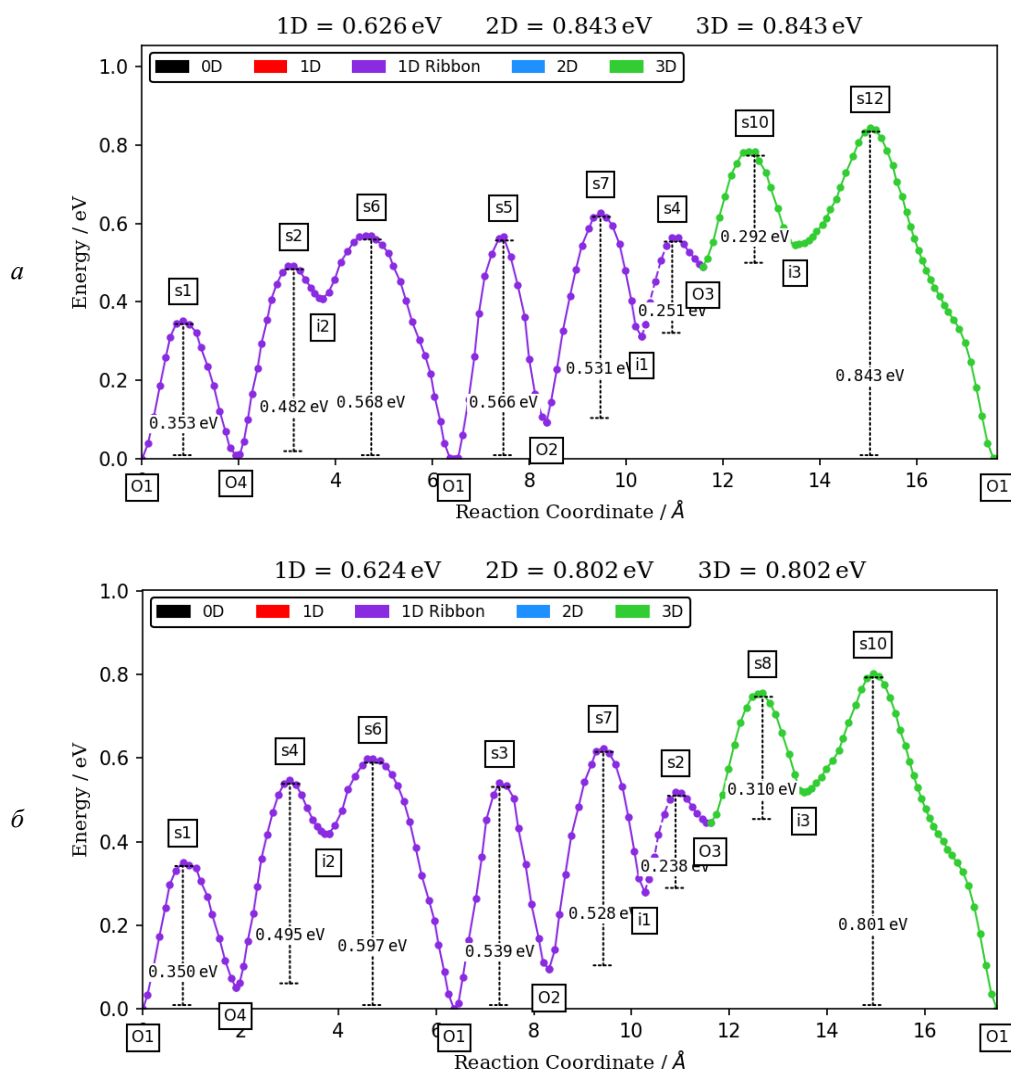 1D = 0.626 eV 2D = 0.843 eV 3D = 0.843 eV
0D 1D 1D Ribbon 2D 3D
а
Energy / eV
1.0
0.8
0.6
0.4
0.2
0.0
s1
s2
s6
s5
s7
s4
s10
s12
i2
i1
O3
i3
0.353 eV
0.482 eV
0.568 eV
0.566 eV
0.531 eV
0.251 eV
0.292 eV
0.843 eV
O1
O4
O1
O2
O1
4 6 8 10 12 14 16
Reaction Coordinate / Å
1D = 0.624 eV 2D = 0.802 eV 3D = 0.802 eV
0D 1D 1D Ribbon 2D 3D
б
Energy / eV
1.0
0.8
0.6
0.4
0.2
0.0
s1
s4
s6
s3
s7
s2
s8
s10
i2
i1
O3
i3
0.350 eV
0.495 eV
0.597 eV
0.539 eV
0.528 eV
0.238 eV
0.310 eV
0.801 eV
O1
O4
O1
O2
O1
2 4 6 8 10 12 14 16
Reaction Coordinate / Å